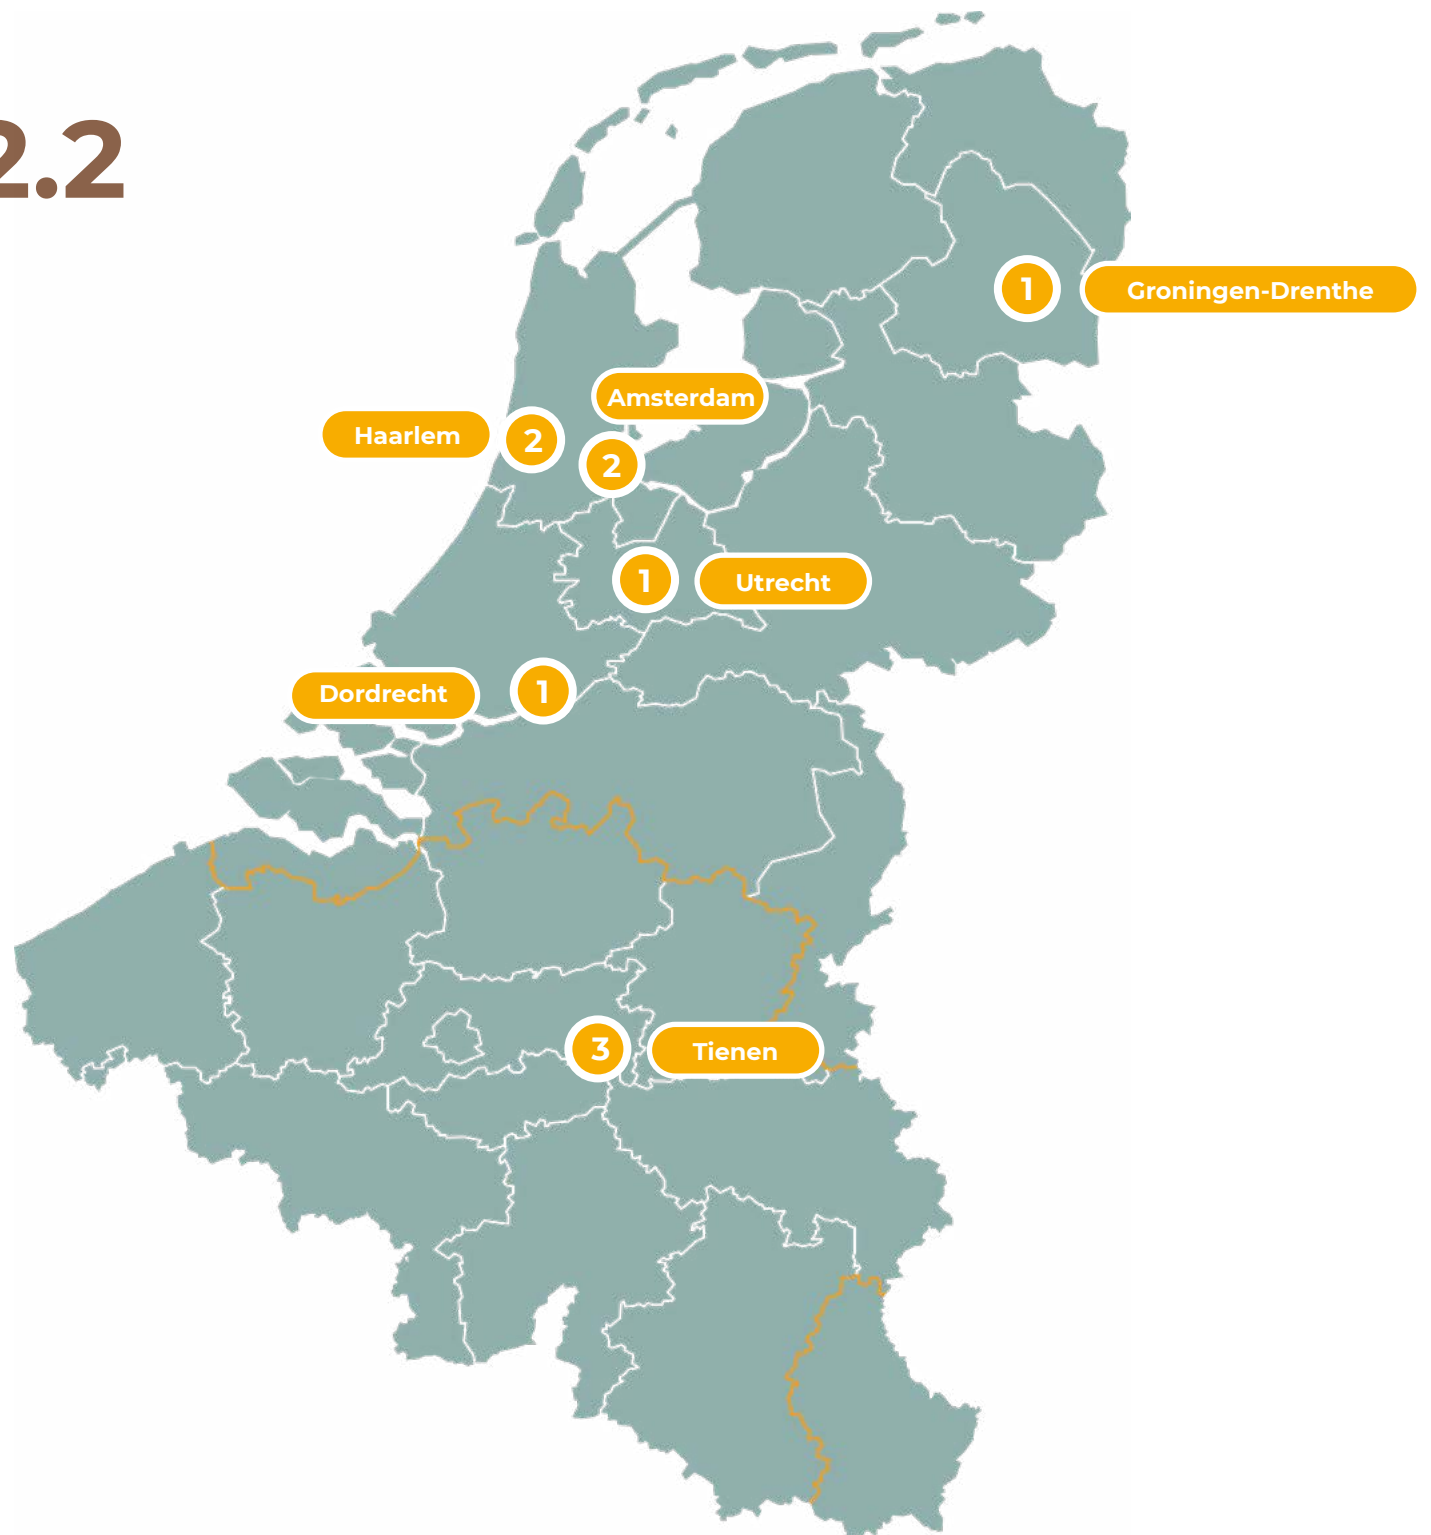 2.2
1 Groningen-Drenthe
Amsterdam
Haarlem 2
2
1 Utrecht
Dordrecht 1
3 Tienen